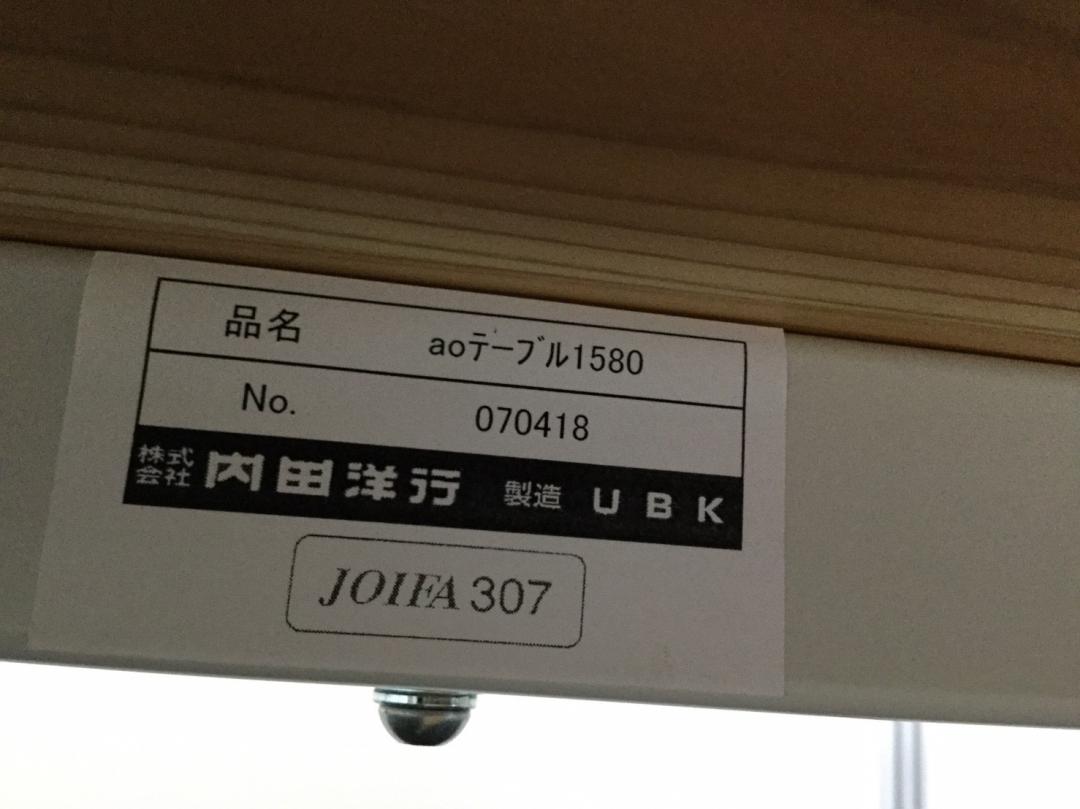 品名 aoﾃｰﾌﾞﾙ1580
No. 070418
株式会社 内田洋行 製造 UBK
JOIFA 307